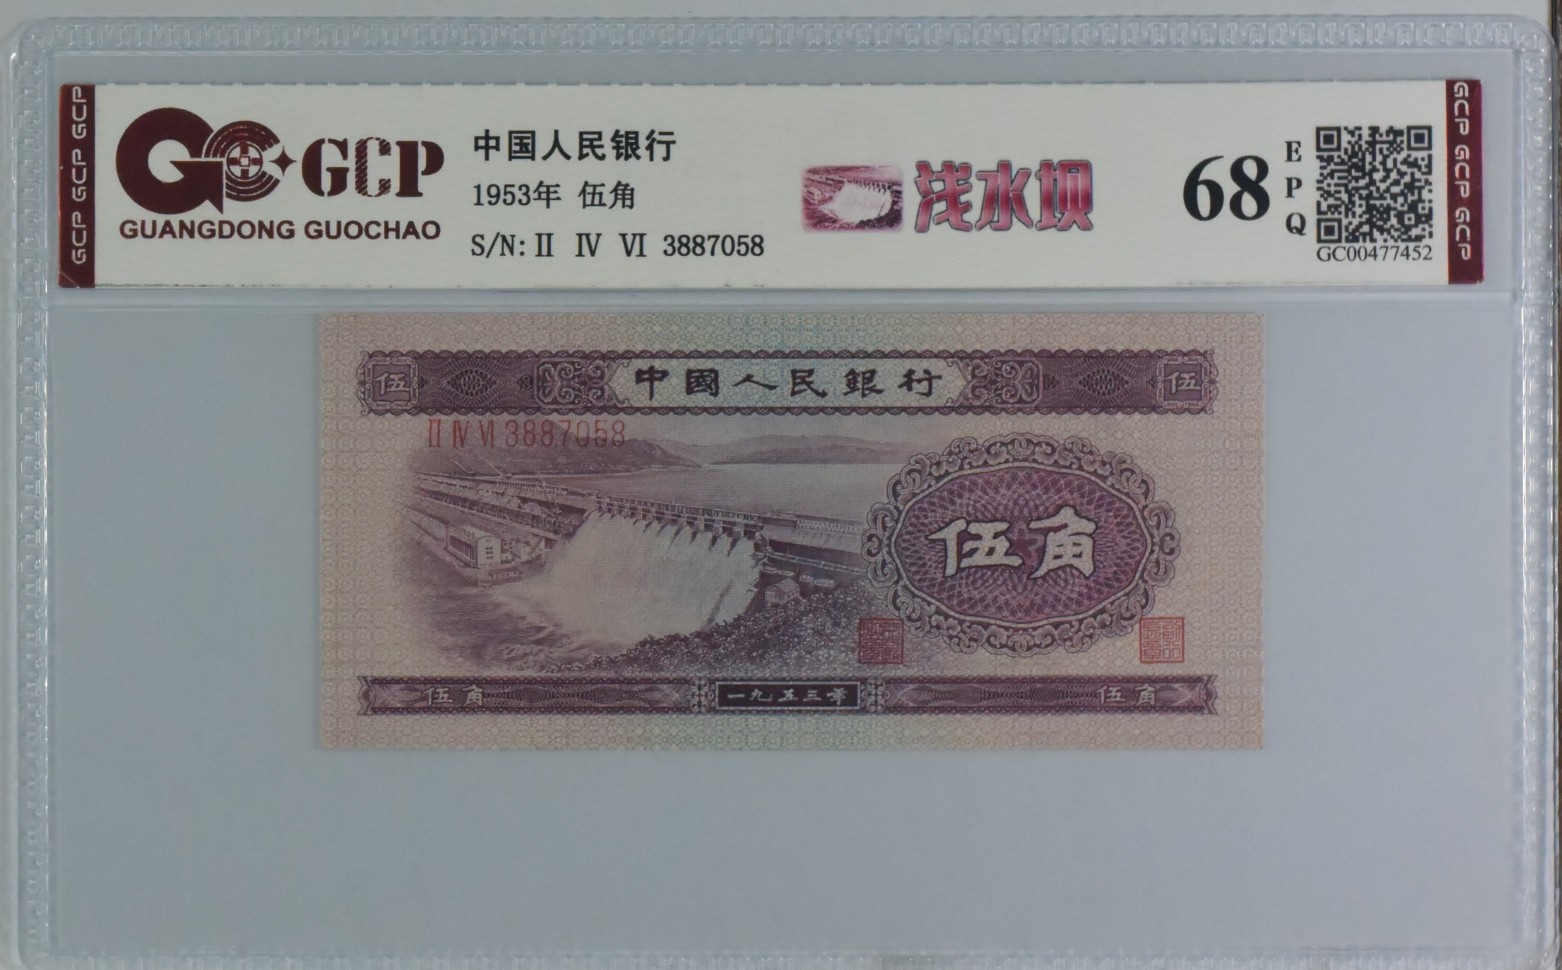 GCP GCP GCP
GCP
GUANGDONG GUOCHAO
中国人民银行
1953年 伍角
S/N: II IV VI 3887058
浅水坝
68
EPQ
GC00477452
GCP GCP GCP
伍 中國人民銀行 伍
II IV VI 3887058
伍角
伍角 一九五三年 伍角